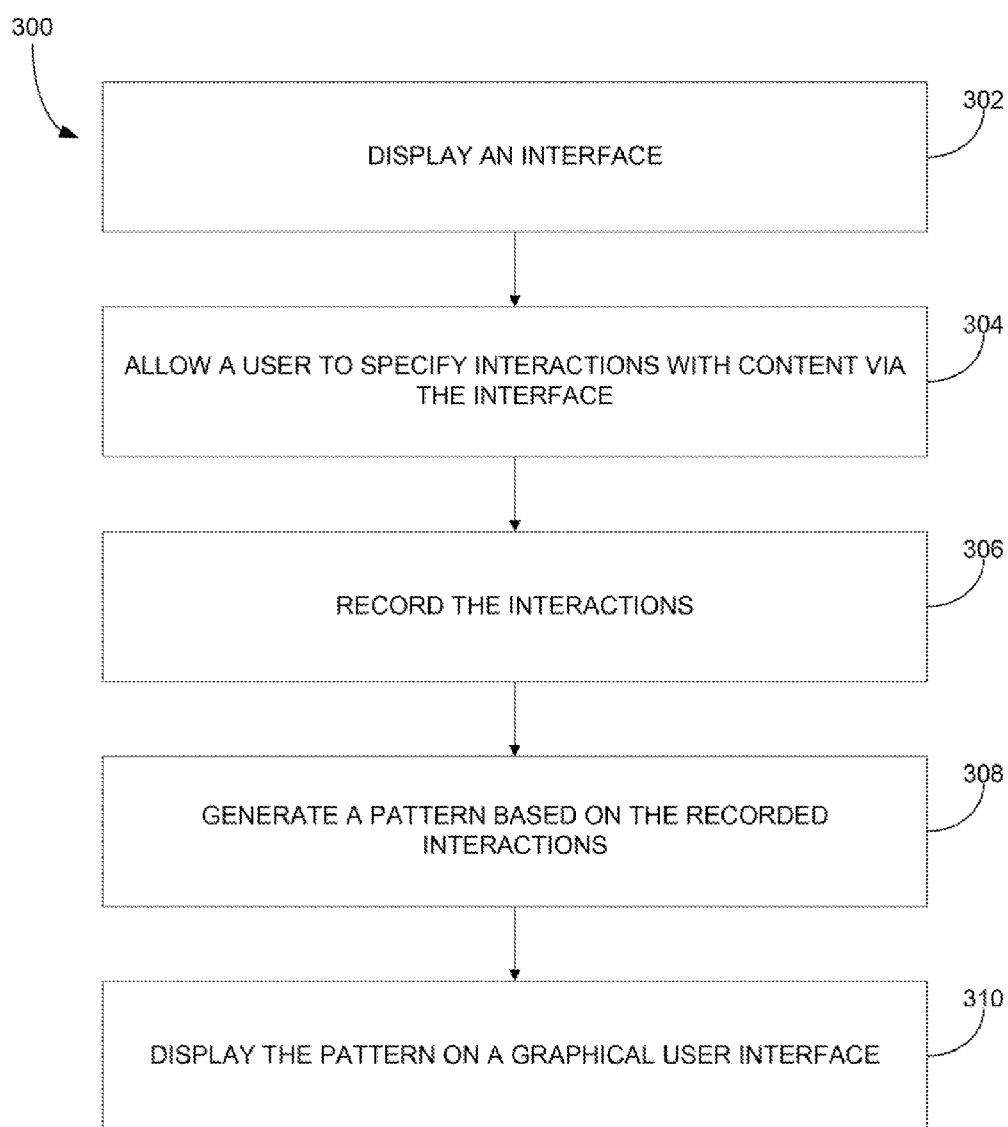 300
302
DISPLAY AN INTERFACE
304
ALLOW A USER TO SPECIFY INTERACTIONS WITH CONTENT VIA
THE INTERFACE
306
RECORD THE INTERACTIONS
308
GENERATE A PATTERN BASED ON THE RECORDED
INTERACTIONS
310
DISPLAY THE PATTERN ON A GRAPHICAL USER INTERFACE